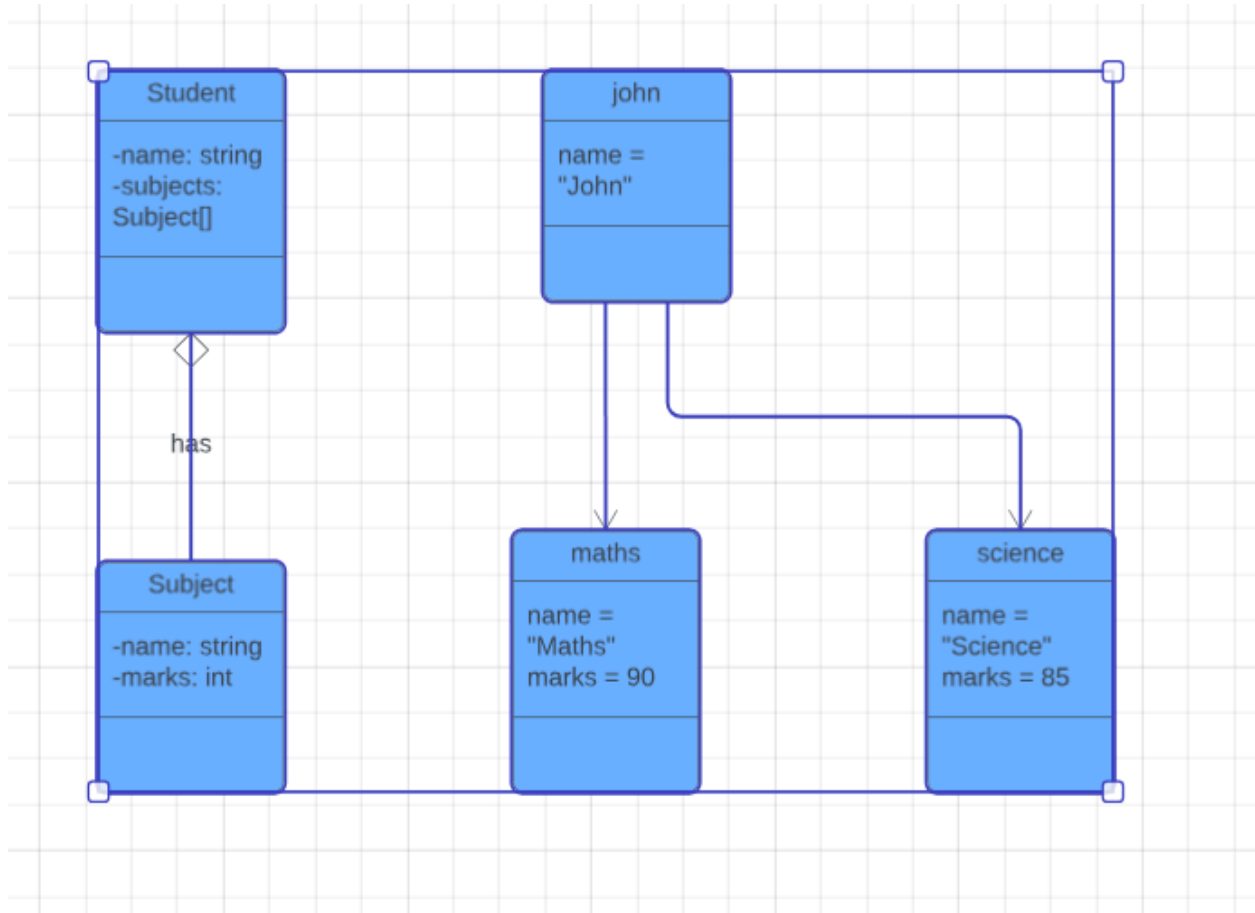 Student
-name: string
-subjects:
Subject[]
has
Subject
-name: string
-marks: int
john
name =
"John"
maths
name =
"Maths"
marks = 90
science
name =
"Science"
marks = 85